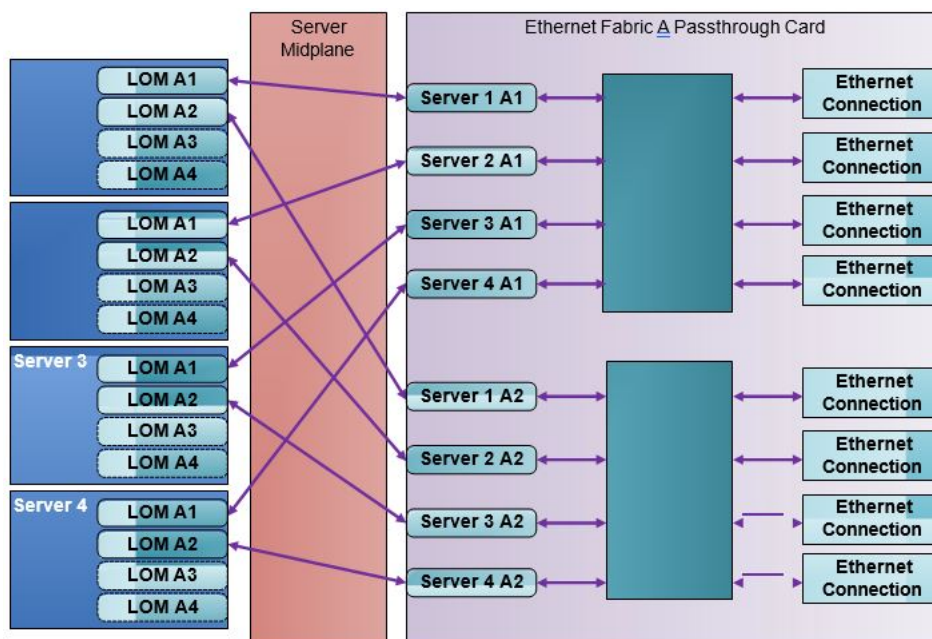 Server
Midplane
Ethernet Fabric A Passthrough Card
LOM A1
LOM A2
LOM A3
LOM A4
LOM A1
LOM A2
LOM A3
LOM A4
Server 3
LOM A1
LOM A2
LOM A3
LOM A4
Server 4
LOM A1
LOM A2
LOM A3
LOM A4
Server 1 A1
Server 2 A1
Server 3 A1
Server 4 A1
Server 1 A2
Server 2 A2
Server 3 A2
Server 4 A2
Ethernet
Connection
Ethernet
Connection
Ethernet
Connection
Ethernet
Connection
Ethernet
Connection
Ethernet
Connection
Ethernet
Connection
Ethernet
Connection